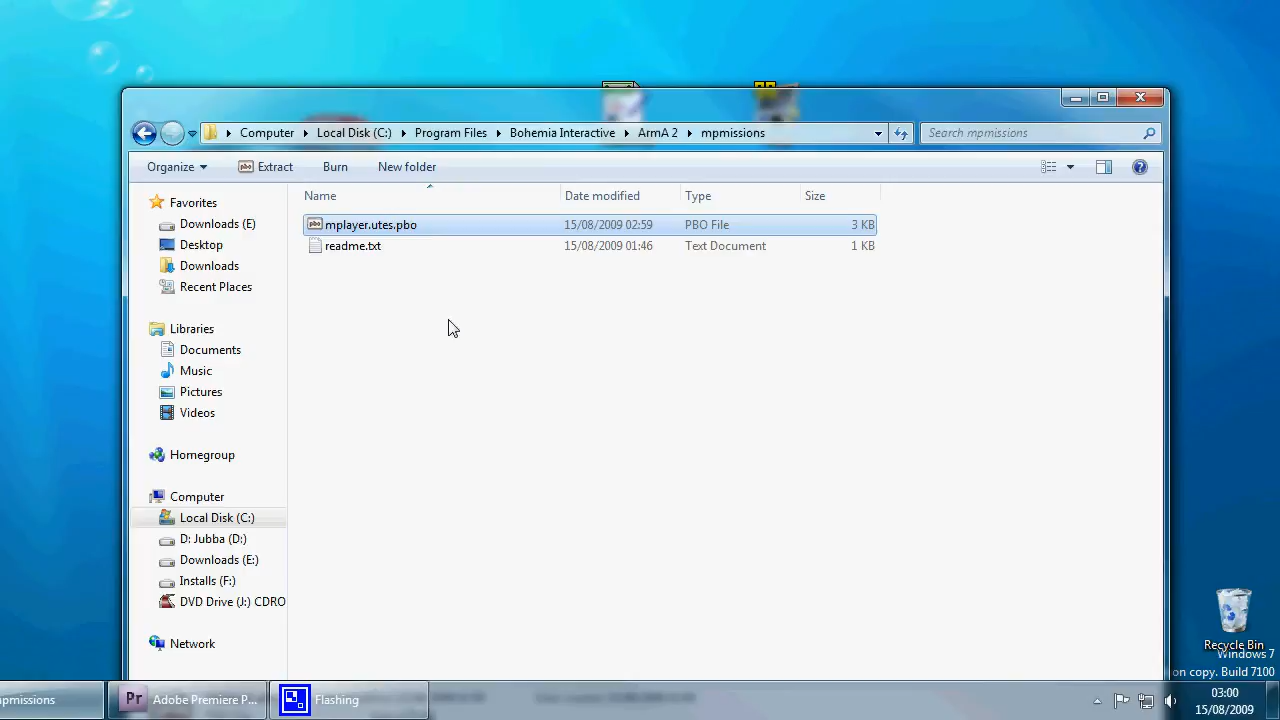 Computer Local Disk (C:) Program Files Bohemia Interactive ArmA 2 mpmissions
Search mpmissions
Organize pbo Extract Burn New folder
Name Date modified Type Size
Favorites
Downloads (E)
Desktop
Downloads
Recent Places
Libraries
Documents
Music
Pictures
Videos
Homegroup
Computer
Local Disk (C:)
D: Jubba (D:)
Downloads (E:)
Installs (F:)
DVD Drive (J:) CDRO
Network
pbo mplayer.utes.pbo 15/08/2009 02:59 PBO File 3 KB
readme.txt 15/08/2009 01:46 Text Document 1 KB
Recycle Bin
Windows 7
on copy. Build 7100
pmissions
Pr Adobe Premiere P...
Flashing
03:00
15/08/2009